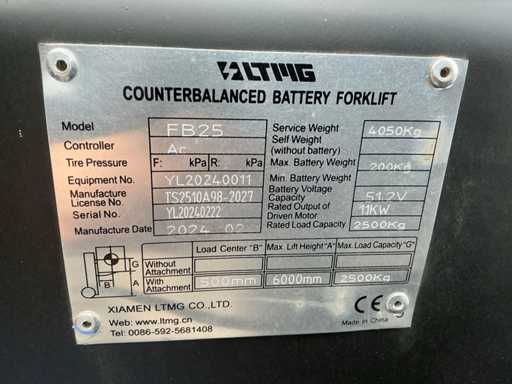 LTMG
COUNTERBALANCED BATTERY FORKLIFT
Model FB25
Controller Ac
Tire Pressure F: kPa R: kPa
Equipment No. YL20240011
Manufacture License No. TS2510A98-2027
Serial No. YL20240222
Manufacture Date 2024.02
Service Weight 4050Kg
Self Weight
(without battery)
Max. Battery Weight 200Kg
Min. Battery Weight
Battery Voltage
Capacity 51.2V
Rated Output of
Driven Motor 11KW
Rated Load Capacity 2500Kg
Load Center "B" Max. Lift Height "A" Max. Load Capacity "G"
Without
Attachment
With
Attachment 500mm 6000mm 2500Kg
G
B
A
XIAMEN LTMG CO.,LTD.
Web: www.ltmg.cn
Tel: 0086-592-5681408
CE
Made in China